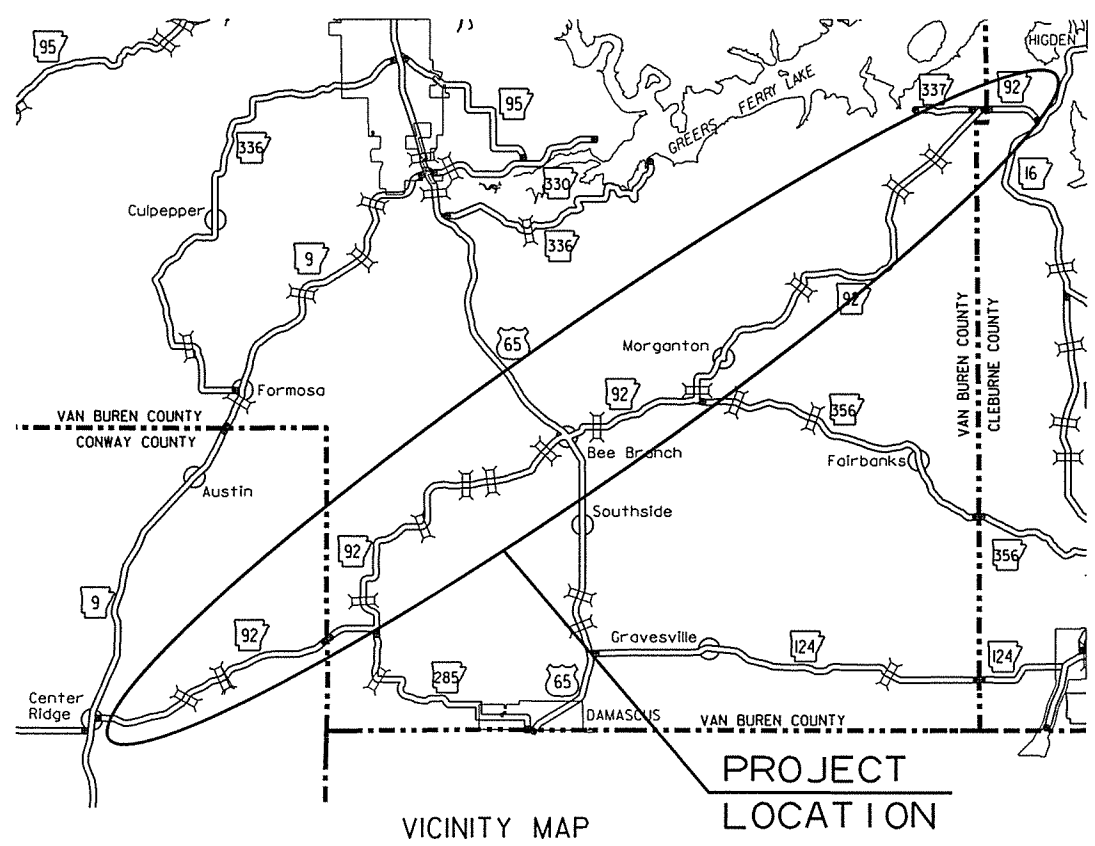 95
HIGDEN
337
92
95
GREERS FERRY LAKE
336
330
16
Culpepper
336
9
92
65
Morganton
VAN BUREN COUNTY
CLEBURNE COUNTY
Formosa
92
356
VAN BUREN COUNTY
CONWAY COUNTY
Bee Branch
Fairbanks
Austin
Southside
92
356
9
92
Gravesville
124
124
285
65
Center
Ridge
DAMASCUS
VAN BUREN COUNTY
PROJECT
LOCATION
VICINITY MAP